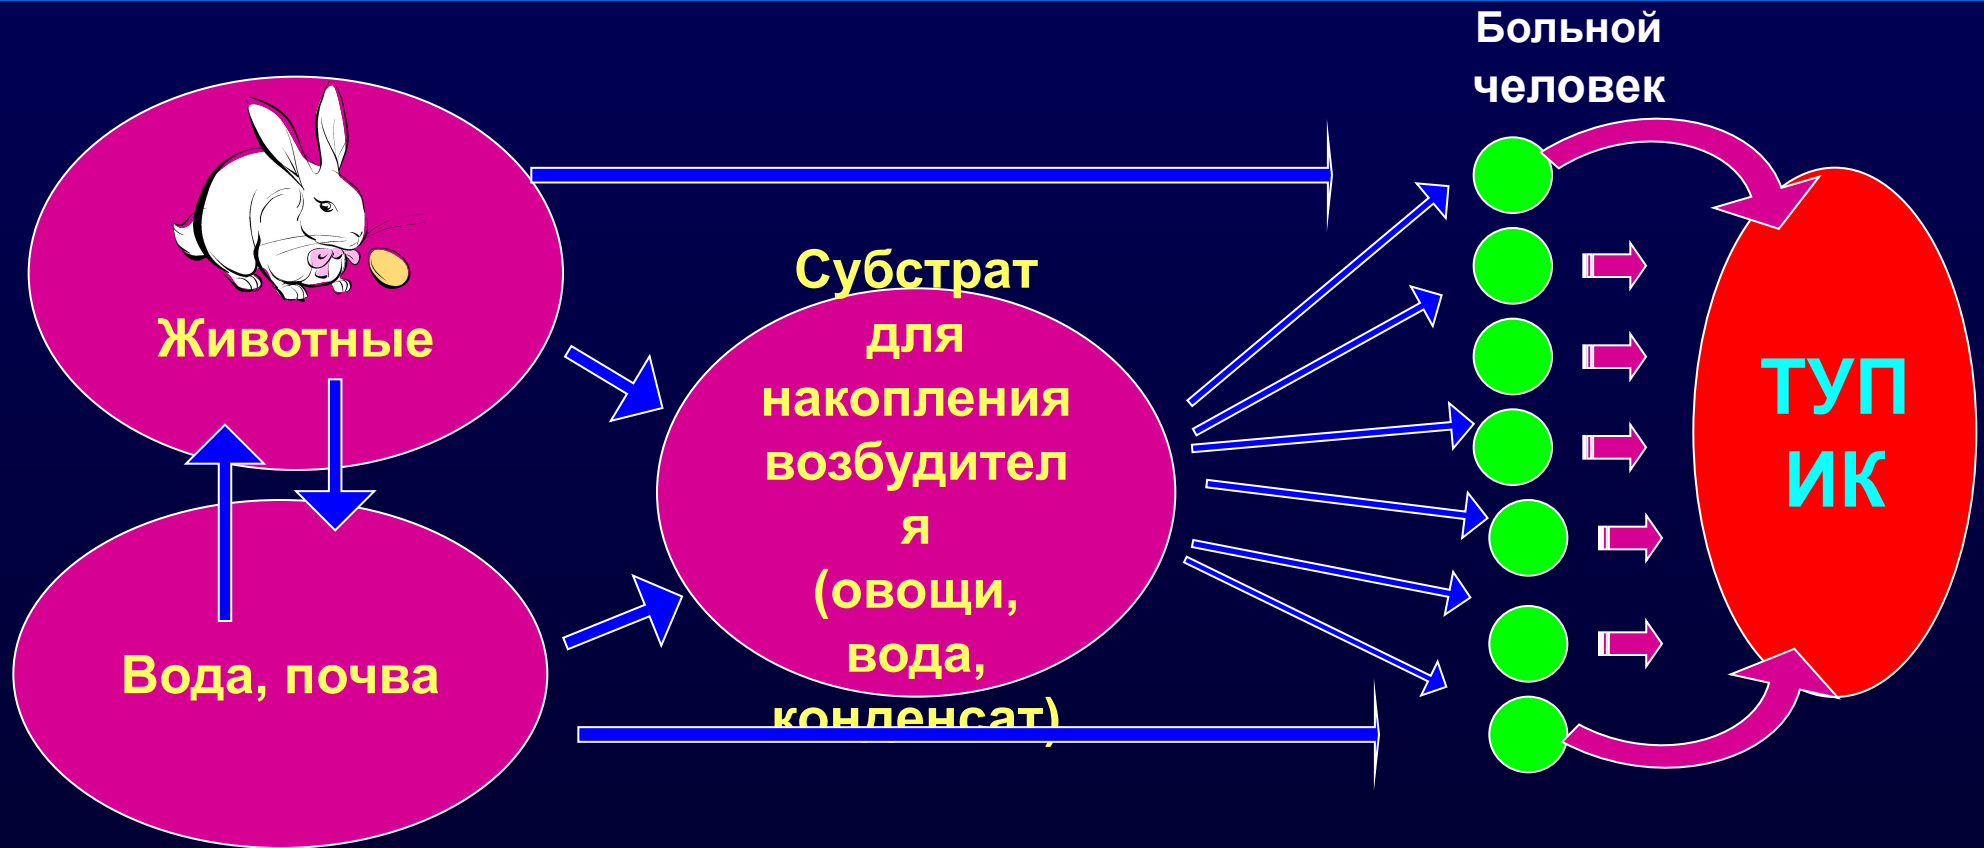 Больной
человек
Животные
Субстрат
для
накопления
возбудител
я
(овощи,
вода,
конденсат)
ТУП
ИК
Вода, почва